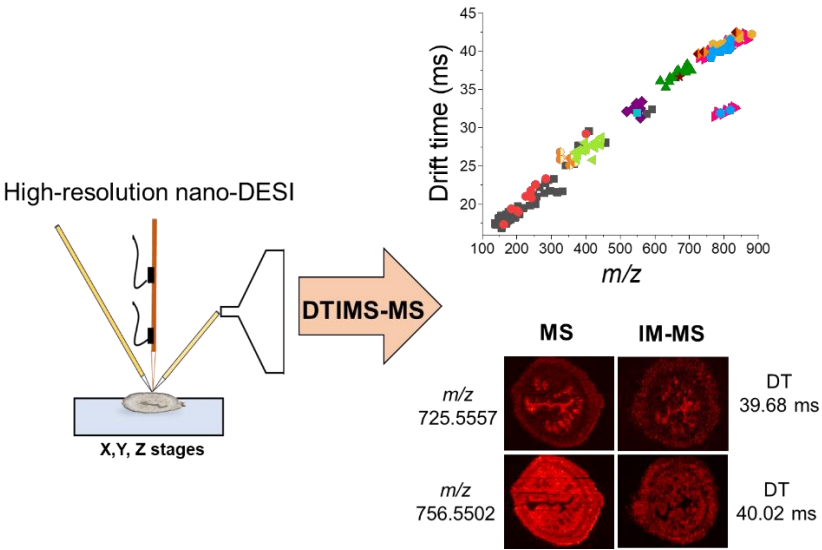 High-resolution nano-DESI
X,Y, Z stages
DTIMS-MS
Drift time (ms)
45
40
35
30
25
20
100 200 300 400 500 600 700 800 900
m/z
MS IM-MS
m/z
725.5557
DT
39.68 ms
m/z
756.5502
DT
40.02 ms